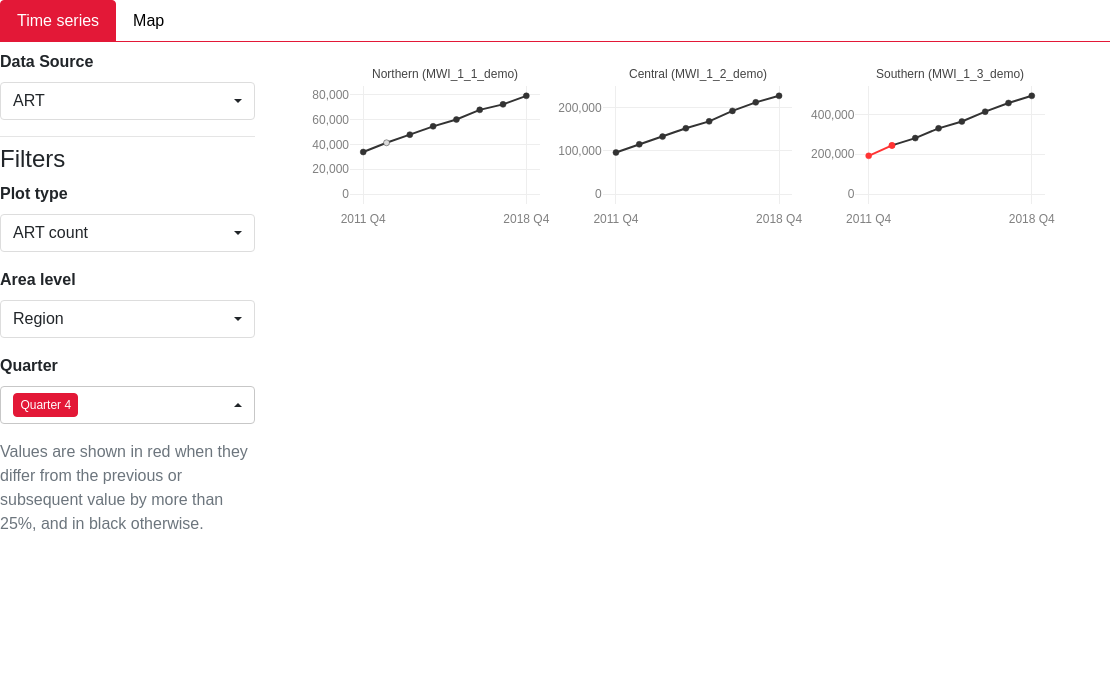 Time series
Map
Data Source
ART
Filters
Plot type
ART count
Area level
Region
Quarter
Quarter 4
Values are shown in red when they
differ from the previous or
subsequent value by more than
25%, and in black otherwise.
Northern (MWI_1_1_demo)
80,000
60,000
40,000
20,000
0
2011 Q4
2018 Q4
Central (MWI_1_2_demo)
200,000
100,000
0
2011 Q4
2018 Q4
Southern (MWI_1_3_demo)
400,000
200,000
0
2011 Q4
2018 Q4